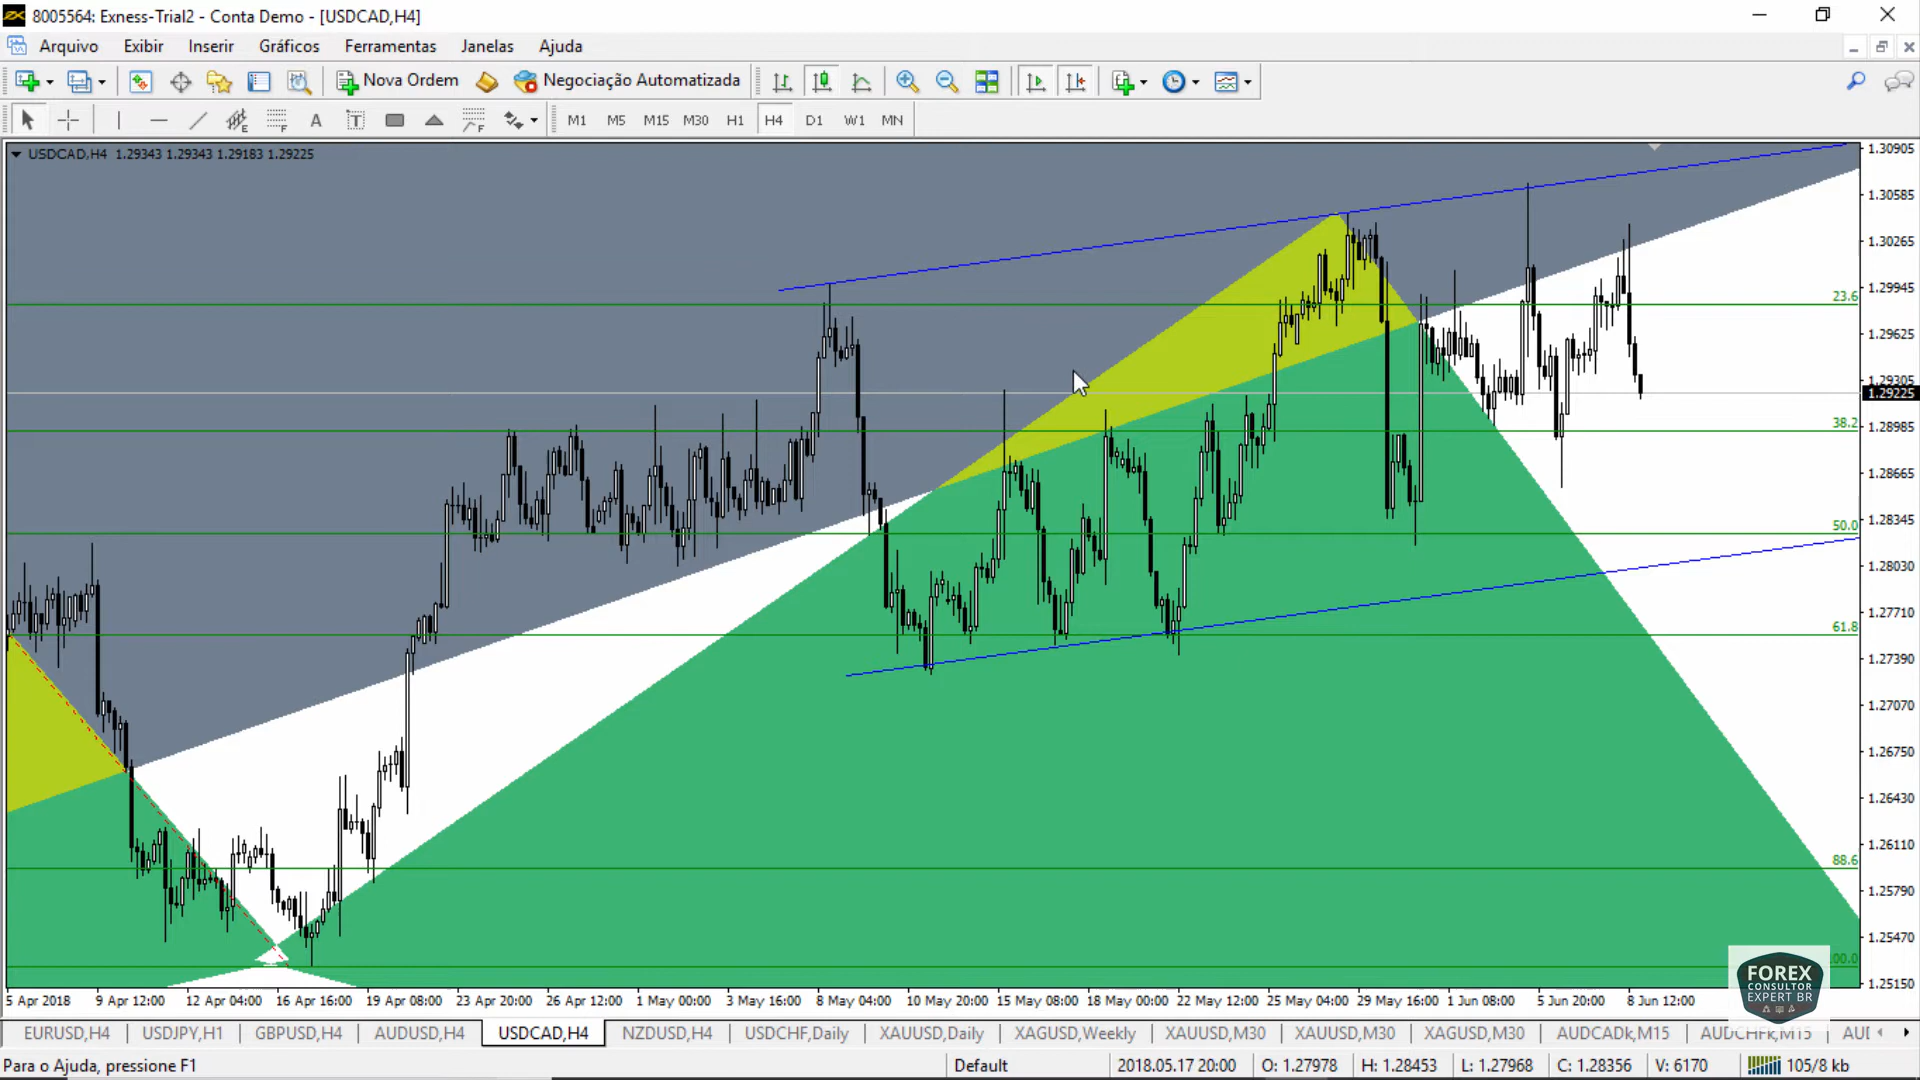 8005564: Exness-Trial2 - Conta Demo - [USDCAD,H4]
Arquivo Exibir Inserir Gráficos Ferramentas Janelas Ajuda
Nova Ordem Negociação Automatizada
E F A T F M1 M5 M15 M30 H1 H4 D1 W1 MN
USDCAD,H4 1.29343 1.29343 1.29183 1.29225
1.30905
1.30585
1.30265
23.6
1.29945
1.29625
1.29305
1.29225
38.2
1.28985
1.28665
50.0
1.28345
1.28030
61.8
1.27710
1.27390
1.27070
1.26750
1.26430
88.6
1.26110
1.25790
1.25470
100.0
1.25150
FOREX
CONSULTOR
EXPERT BR
5 Apr 2018 9 Apr 12:00 12 Apr 04:00 16 Apr 16:00 19 Apr 08:00 23 Apr 20:00 26 Apr 12:00 1 May 00:00 3 May 16:00 8 May 04:00 10 May 20:00 15 May 08:00 18 May 00:00 22 May 12:00 25 May 04:00 29 May 16:00 1 Jun 08:00 5 Jun 20:00 8 Jun 12:00
EURUSD,H4 USDJPY,H1 GBPUSD,H4 AUDUSD,H4 USDCAD,H4 NZDUSD,H4 USDCHF,Daily XAUUSD,Daily XAGUSD,Weekly XAUUSD,M30 XAUUSD,M30 XAGUSD,M30 AUDCADk,M15 AUDCHFk,M15 AUI
Para o Ajuda, pressione F1 Default 2018.05.17 20:00 O: 1.27978 H: 1.28453 L: 1.27968 C: 1.28356 V: 6170 105/8 kb